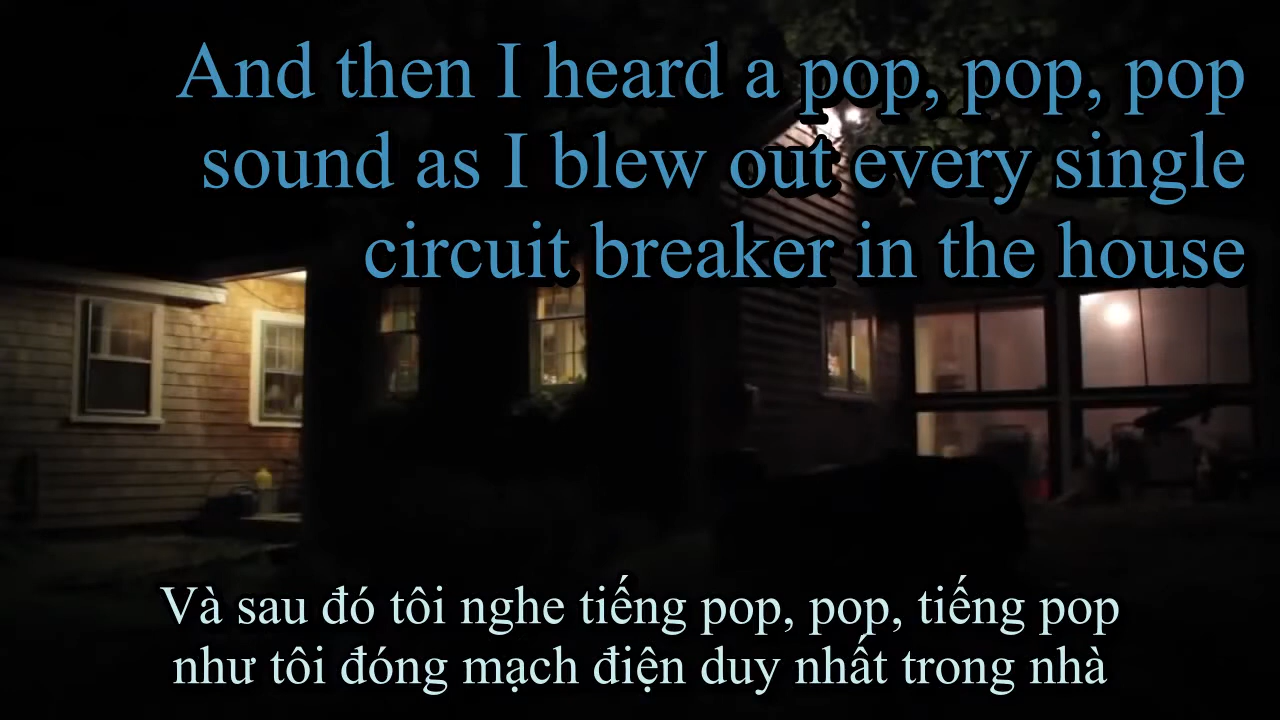 And then I heard a pop, pop, pop
sound as I blew out every single
circuit breaker in the house
Và sau đó tôi nghe tiếng pop, pop, tiếng pop
như tôi đóng mạch điện duy nhất trong nhà